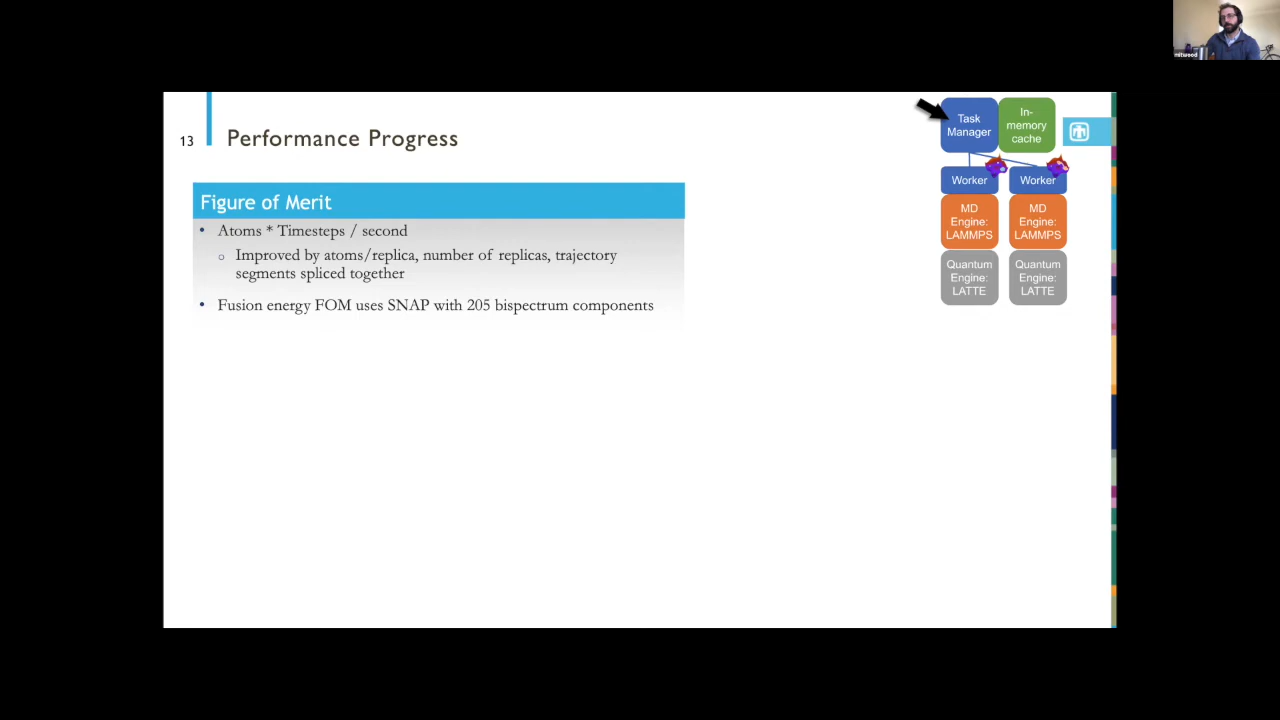 mitwood
13
Performance Progress
Figure of Merit
• Atoms * Timesteps / second
o Improved by atoms/replica, number of replicas, trajectory
segments spliced together
• Fusion energy FOM uses SNAP with 205 bispectrum components
Task
Manager
In-
memory
cache
Worker
Worker
MD
Engine:
LAMMPS
MD
Engine:
LAMMPS
Quantum
Engine:
LATTE
Quantum
Engine:
LATTE